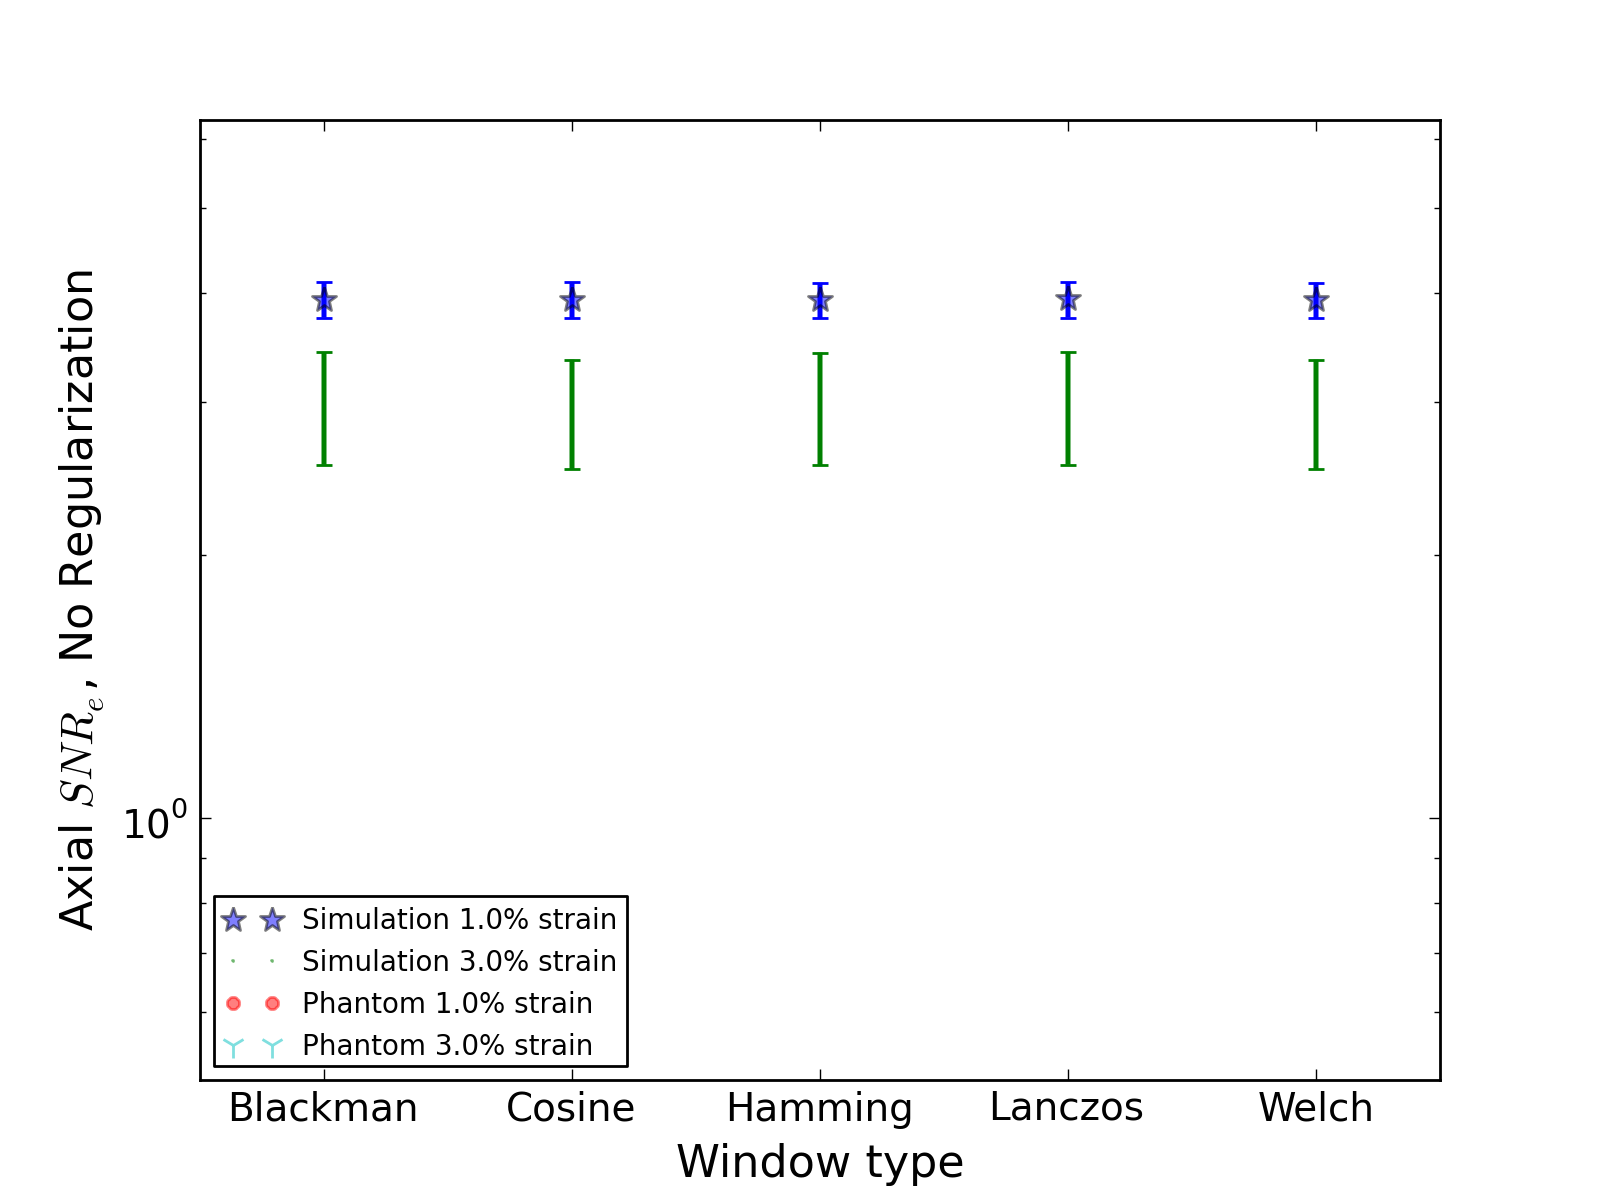 Axial SNR_e, No Regularization
10^0
Simulation 1.0% strain
Simulation 3.0% strain
Phantom 1.0% strain
Phantom 3.0% strain
Blackman Cosine Hamming Lanczos Welch
Window type